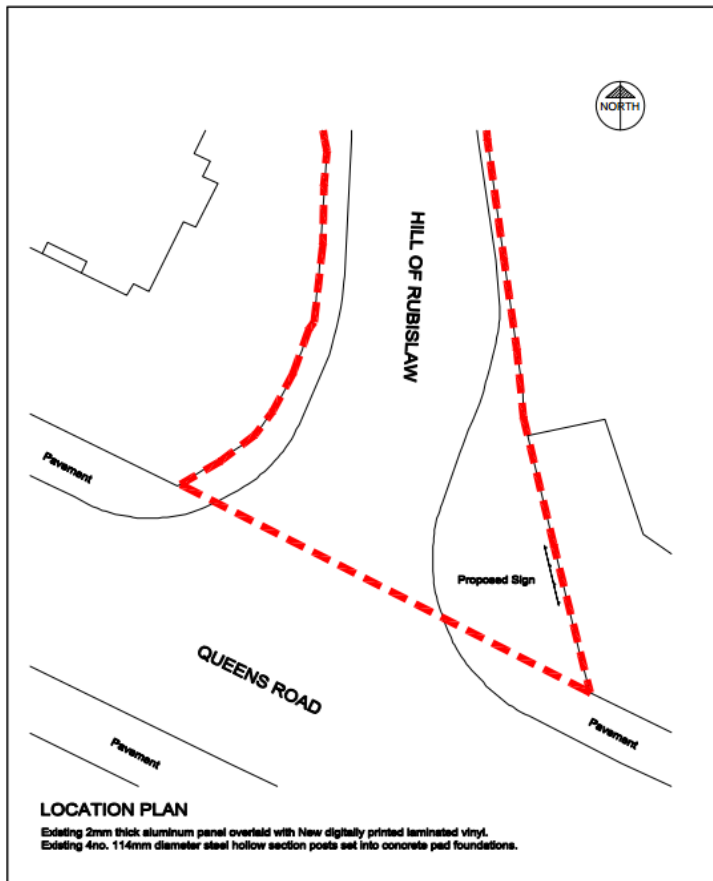 NORTH
HILL OF RUBISLAW
Pavement
Proposed Sign
QUEENS ROAD
Pavement
Pavement
LOCATION PLAN
Existing 2mm thick aluminum panel overlaid with New digitally printed laminated vinyl.
Existing 4no. 114mm diameter steel hollow section posts set into concrete pad foundations.